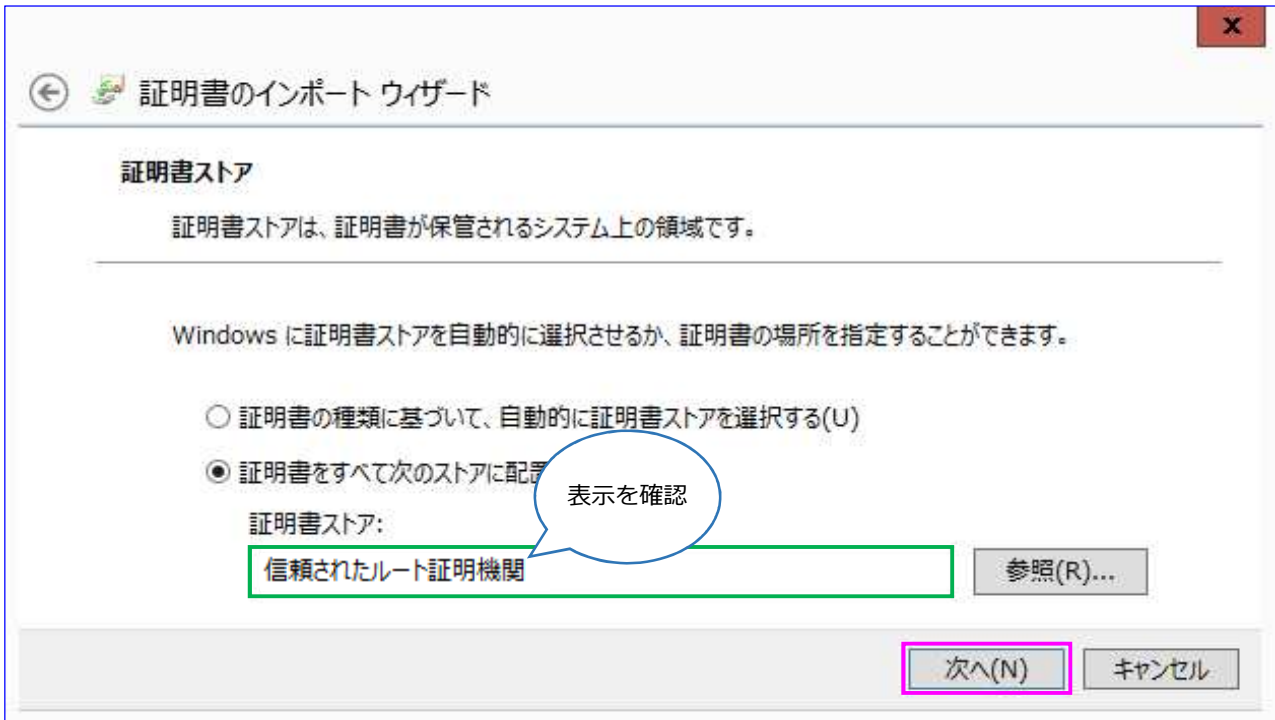 x
証明書のインポート ウィザード
証明書ストア
証明書ストアは、証明書が保管されるシステム上の領域です。
Windows に証明書ストアを自動的に選択させるか、証明書の場所を指定することができます。
証明書の種類に基づいて、自動的に証明書ストアを選択する(U)
証明書をすべて次のストアに配置
表示を確認
証明書ストア:
信頼されたルート証明機関
参照(R)...
次へ(N)
キャンセル